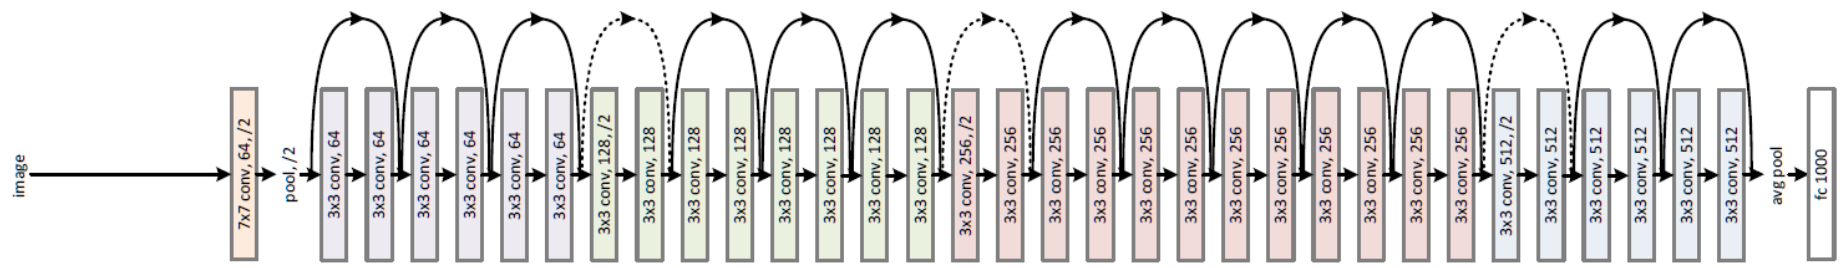 image
7x7 conv, 64, /2
pool, /2
3x3 conv, 64
3x3 conv, 64
3x3 conv, 64
3x3 conv, 64
3x3 conv, 64
3x3 conv, 64
3x3 conv, 128, /2
3x3 conv, 128
3x3 conv, 128
3x3 conv, 128
3x3 conv, 128
3x3 conv, 128
3x3 conv, 128
3x3 conv, 128
3x3 conv, 256, /2
3x3 conv, 256
3x3 conv, 256
3x3 conv, 256
3x3 conv, 256
3x3 conv, 256
3x3 conv, 256
3x3 conv, 256
3x3 conv, 256
3x3 conv, 256
3x3 conv, 256
3x3 conv, 256
3x3 conv, 512, /2
3x3 conv, 512
3x3 conv, 512
3x3 conv, 512
3x3 conv, 512
3x3 conv, 512
avg pool
fc 1000